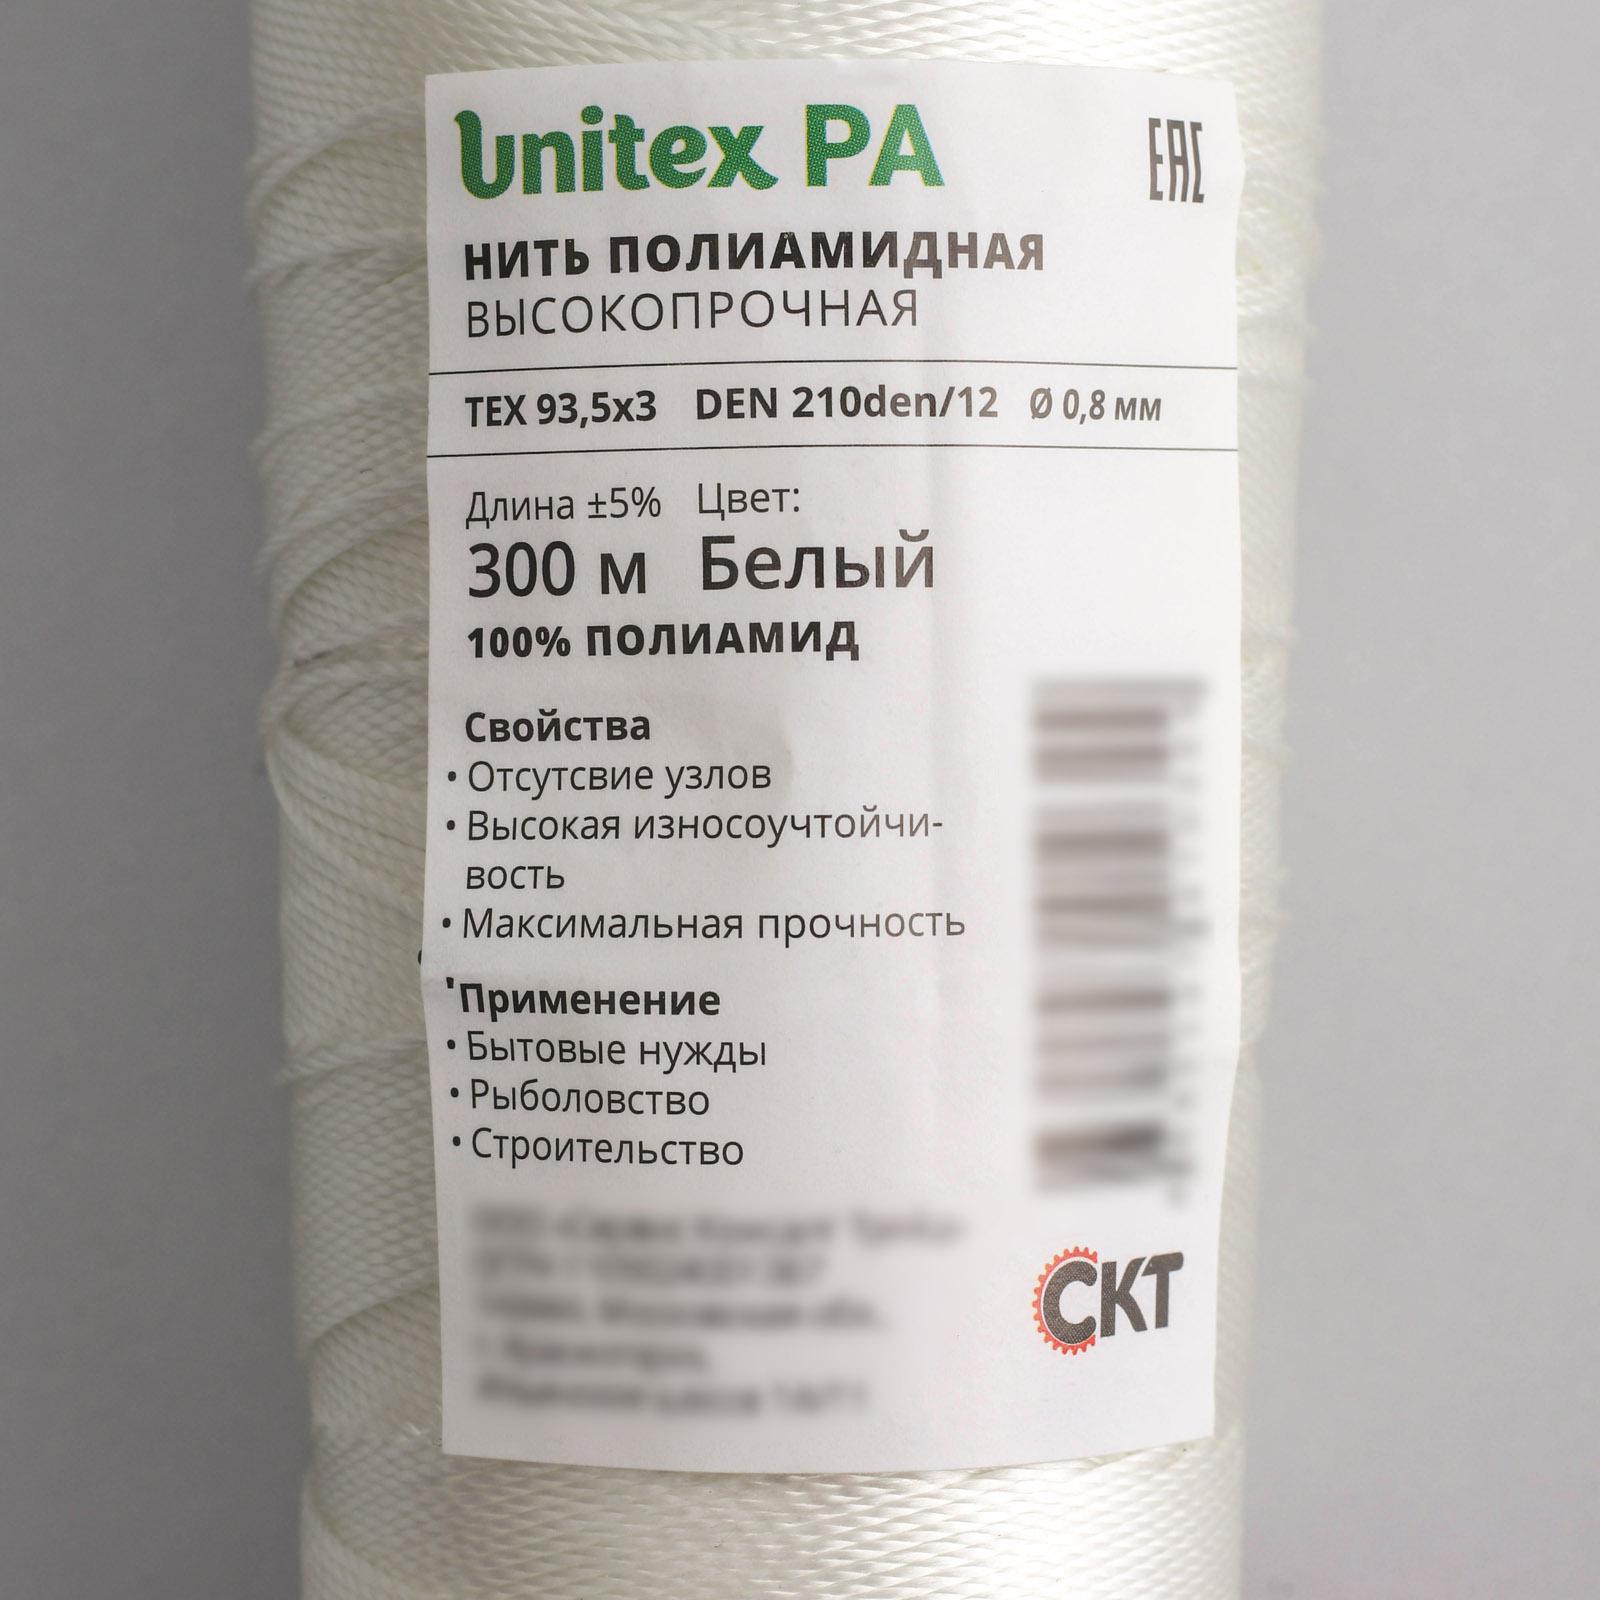 Unitex PA
EAC
НИТЬ ПОЛИАМИДНАЯ
ВЫСОКОПРОЧНАЯ
TEX 93,5x3 DEN 210den/12 Ø 0,8 мм
Длина ±5% Цвет:
300 м Белый
100% ПОЛИАМИД
Свойства
• Отсутсвие узлов
• Высокая износоучтойчи-
вость
• Максимальная прочность
'Применение
• Бытовые нужды
• Рыболовство
• Строительство
СКТ